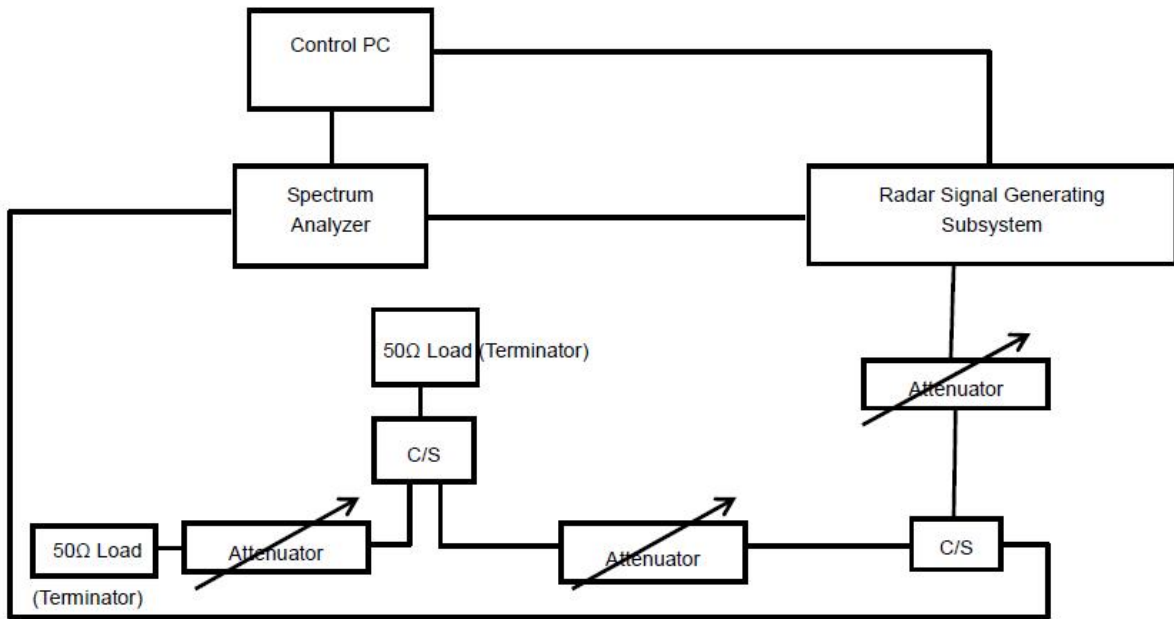 Control PC
Spectrum
Analyzer
Radar Signal Generating
Subsystem
50Ω Load (Terminator)
Attenuator
C/S
50Ω Load
(Terminator)
Attenuator
Attenuator
C/S